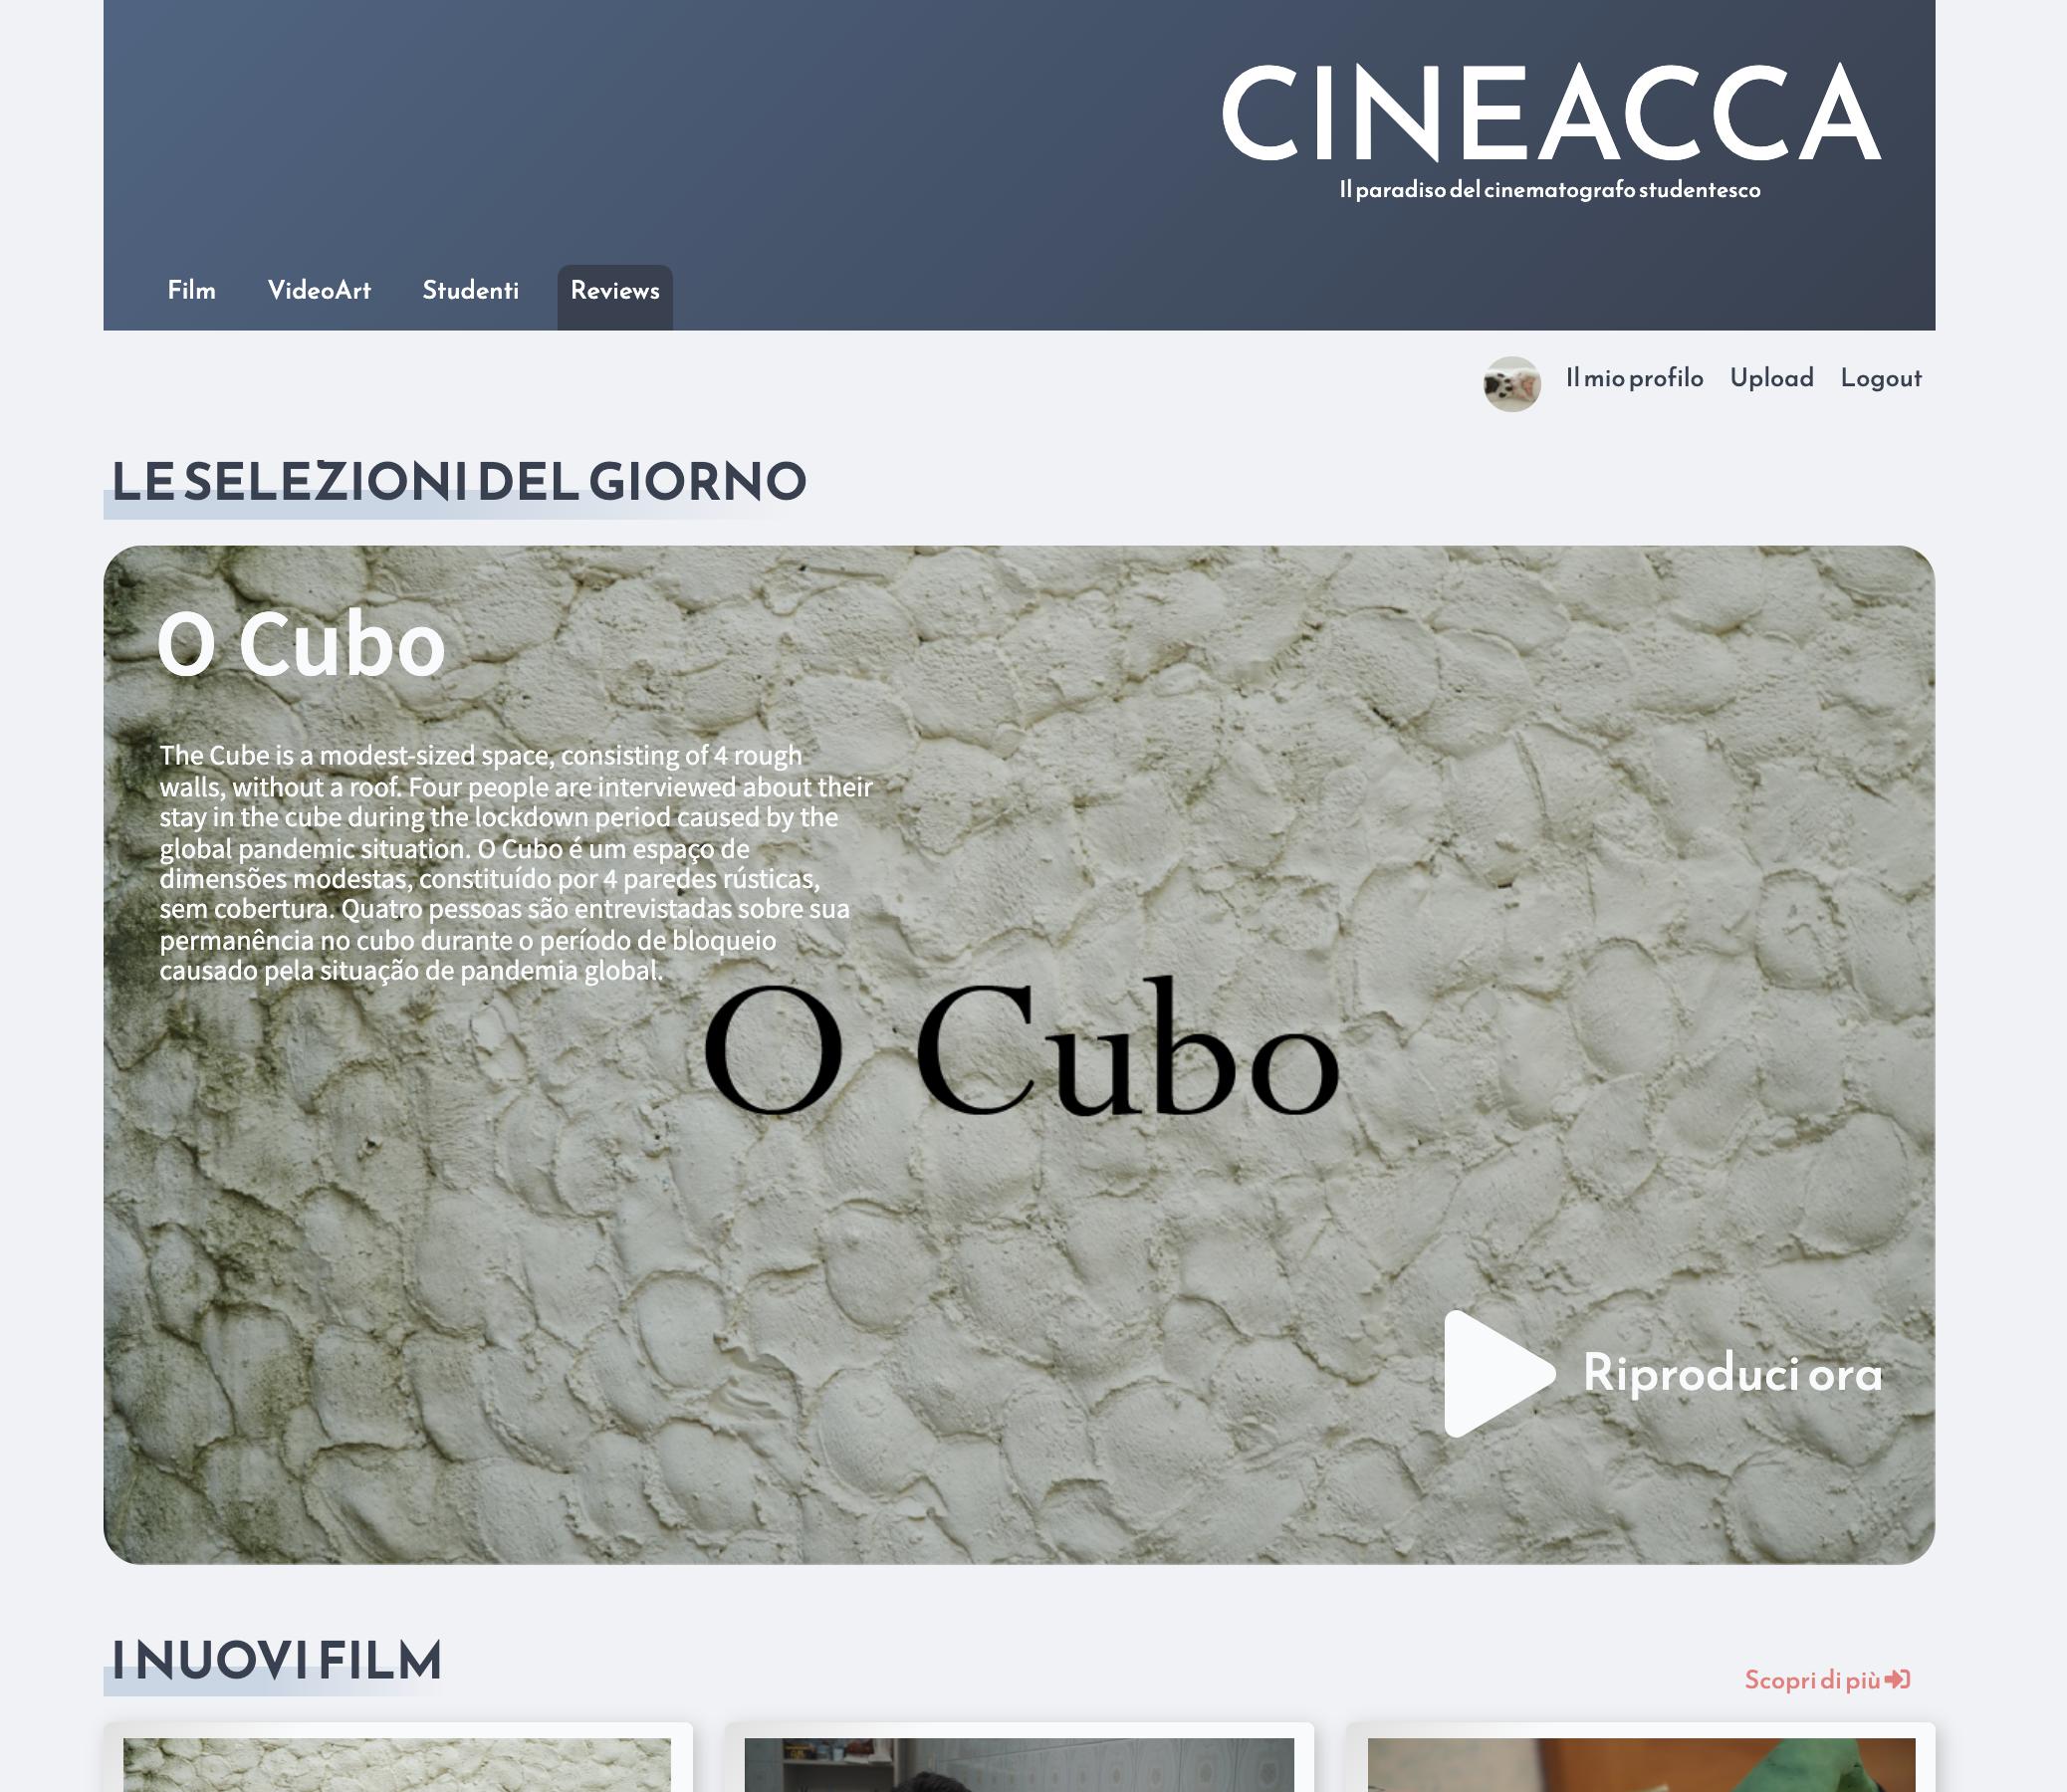 CINEACCA
Il paradiso del cinematografo studentesco
Film VideoArt Studenti Reviews
Il mio profilo Upload Logout
LE SELEZIONI DEL GIORNO
O Cubo
The Cube is a modest-sized space, consisting of 4 rough
walls, without a roof. Four people are interviewed about their
stay in the cube during the lockdown period caused by the
global pandemic situation. O Cubo é um espaço de
dimensões modestas, constituído por 4 paredes rústicas,
sem cobertura. Quatro pessoas são entrevistadas sobre sua
permanência no cubo durante o período de bloqueio
causado pela situação de pandemia global.
O Cubo
Riproduci ora
I NUOVI FILM
Scopri di più